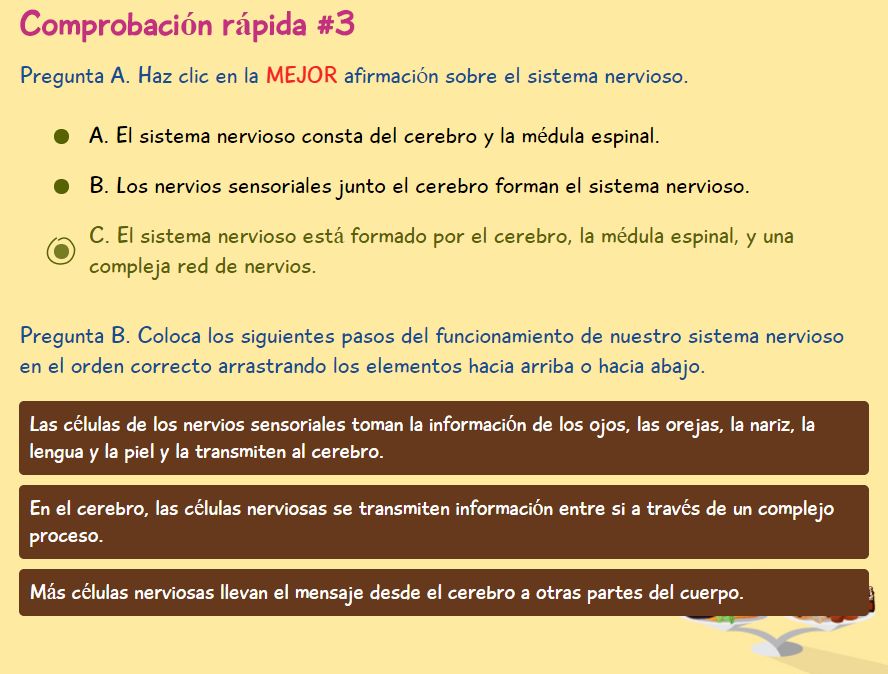 Comprobación rápida #3
Pregunta A. Haz clic en la MEJOR afirmación sobre el sistema nervioso.
A. El sistema nervioso consta del cerebro y la médula espinal.
B. Los nervios sensoriales junto el cerebro forman el sistema nervioso.
C. El sistema nervioso está formado por el cerebro, la médula espinal, y una
compleja red de nervios.
Pregunta B. Coloca los siguientes pasos del funcionamiento de nuestro sistema nervioso
en el orden correcto arrastrando los elementos hacia arriba o hacia abajo.
Las células de los nervios sensoriales toman la información de los ojos, las orejas, la nariz, la
lengua y la piel y la transmiten al cerebro.
En el cerebro, las células nerviosas se transmiten información entre si a través de un complejo
proceso.
Más células nerviosas llevan el mensaje desde el cerebro a otras partes del cuerpo.